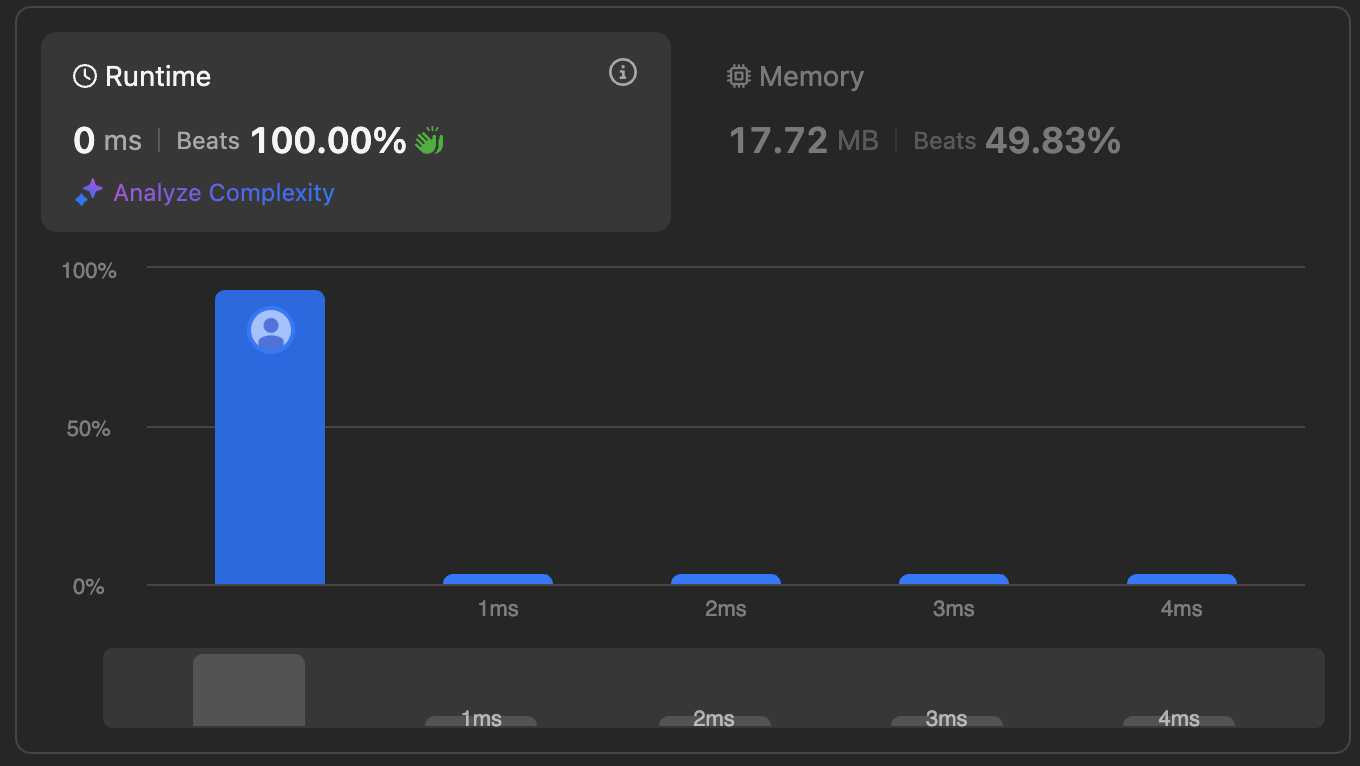 Runtime
0 ms | Beats 100.00%
Analyze Complexity
Memory
17.72 MB | Beats 49.83%
100%
50%
0%
1ms 2ms 3ms 4ms
1ms 2ms 3ms 4ms